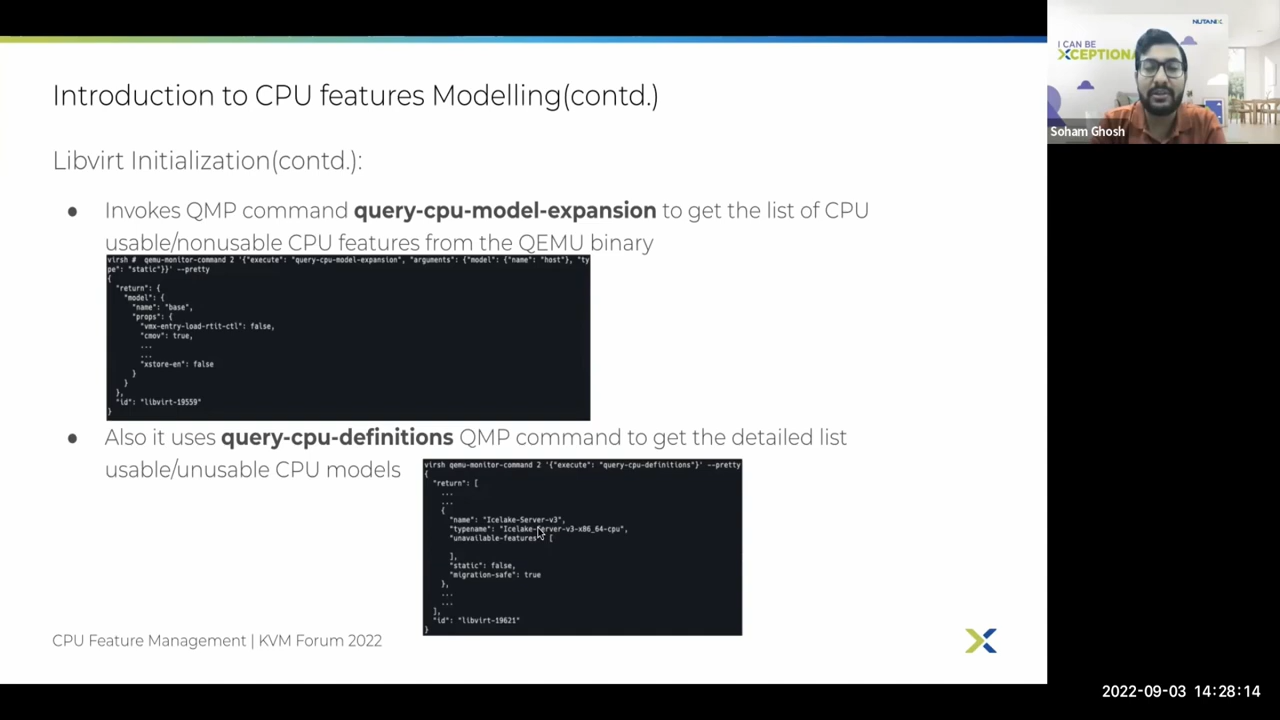 NUTANIX
I CAN BE
XCEPTIONA
Soham Ghosh
Introduction to CPU features Modelling(contd.)
Libvirt Initialization(contd.):
● Invokes QMP command query-cpu-model-expansion to get the list of CPU
usable/nonusable CPU features from the QEMU binary
virsh #  qemu-monitor-command 2 '{"execute": "query-cpu-model-expansion", "arguments": {"model": {"name": "host"}, "ty
pe": "static"}}' --pretty
{
"return": {
"model": {
"name": "base",
"props": {
"vmx-entry-load-rtit-ctl": false,
"cmov": true,
...
...
"xstore-en": false
}
}
},
"id": "libvirt-19559"
}
● Also it uses query-cpu-definitions QMP command to get the detailed list
usable/unusable CPU models
virsh qemu-monitor-command 2 '{"execute": "query-cpu-definitions"}' --pretty
{
"return": [
...
...
{
"name": "Icelake-Server-v3",
"typename": "Icelake-Server-v3-x86_64-cpu",
"unavailable-features": [
],
"static": false,
"migration-safe": true
},
...
...
],
"id": "libvirt-19621"
}
CPU Feature Management | KVM Forum 2022
2022-09-03 14:28:14